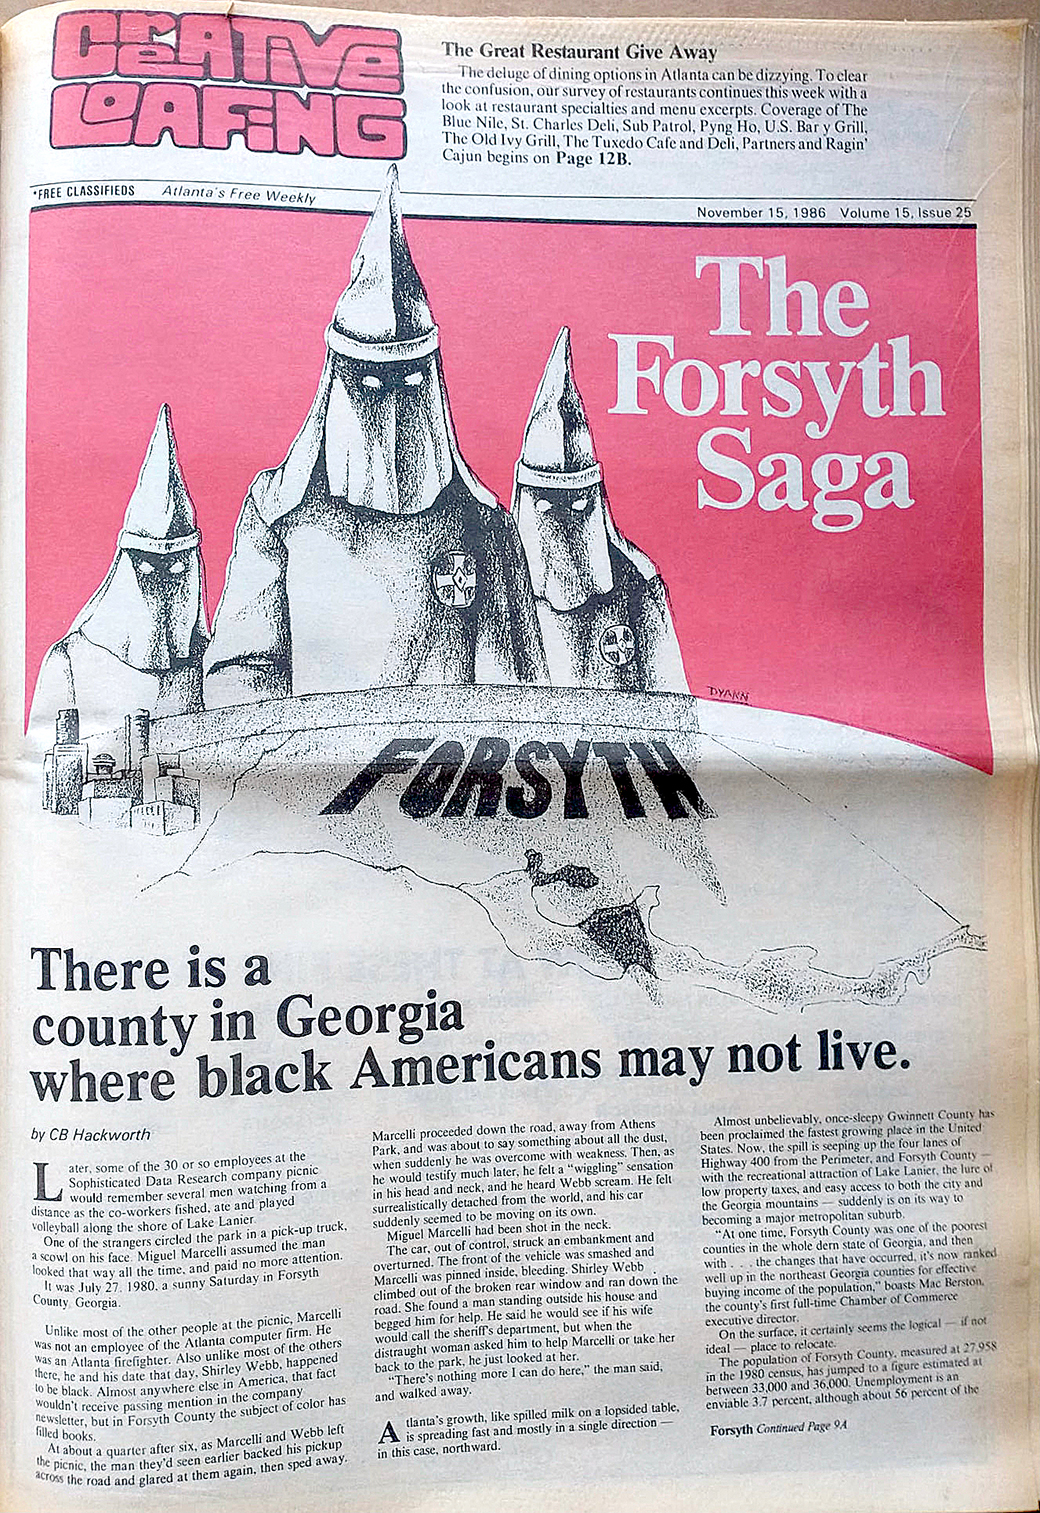 CREATIVE
LOAFING
The Great Restaurant Give Away
The deluge of dining options in Atlanta can be dizzying. To clear
the confusion, our survey of restaurants continues this week with a
look at restaurant specialties and menu excerpts. Coverage of The
Blue Nile, St. Charles Deli, Sub Patrol, Pyng Ho, U.S. Bar y Grill,
The Old Ivy Grill, The Tuxedo Cafe and Deli, Partners and Ragin'
Cajun begins on Page 12B.
*FREE CLASSIFIEDS Atlanta's Free Weekly
November 15, 1986 Volume 15, Issue 25
The
Forsyth
Saga
DYANN
FORSYTH
There is a
county in Georgia
where black Americans may not live.
by CB Hackworth
Later, some of the 30 or so employees at the
Sophisticated Data Research company picnic
would remember several men watching from a
distance as the co-workers fished, ate and played
volleyball along the shore of Lake Lanier.
One of the strangers circled the park in a pick-up truck,
a scowl on his face. Miguel Marcelli assumed the man
looked that way all the time, and paid no more attention.
It was July 27, 1980, a sunny Saturday in Forsyth
County, Georgia.
Unlike most of the other people at the picnic, Marcelli
was not an employee of the Atlanta computer firm. He
was an Atlanta firefighter. Also unlike most of the others
there, he and his date that day, Shirley Webb, happened
to be black. Almost anywhere else in America, that fact
wouldn't receive passing mention in the company
newsletter, but in Forsyth County the subject of color has
filled books.
At about a quarter after six, as Marcelli and Webb left
the picnic, the man they'd seen earlier backed his pickup
across the road and glared at them again, then sped away.
Marcelli proceeded down the road, away from Athens
Park, and was about to say something about all the dust,
when suddenly he was overcome with weakness. Then, as
he would testify much later, he felt a "wiggling" sensation
in his head and neck, and he heard Webb scream. He felt
surrealistically detached from the world, and his car
suddenly seemed to be moving on its own.
Miguel Marcelli had been shot in the neck.
The car, out of control, struck an embankment and
overturned. The front of the vehicle was smashed and
Marcelli was pinned inside, bleeding. Shirley Webb
climbed out of the broken rear window and ran down the
road. She found a man standing outside his house and
begged him for help. He said he would see if his wife
would call the sheriff's department, but when the
distraught woman asked him to help Marcelli or take her
back to the park, he just looked at her.
"There's nothing more I can do here," the man said,
and walked away.
Atlanta's growth, like spilled milk on a lopsided table,
is spreading fast and mostly in a single direction —
in this case, northward.
Almost unbelievably, once-sleepy Gwinnett County has
been proclaimed the fastest growing place in the United
States. Now, the spill is seeping up the four lanes of
Highway 400 from the Perimeter, and Forsyth County —
with the recreational attraction of Lake Lanier, the lure of
low property taxes, and easy access to both the city and
the Georgia mountains — suddenly is on its way to
becoming a major metropolitan suburb.
"At one time, Forsyth County was one of the poorest
counties in the whole dern state of Georgia, and then
with . . . the changes that have occurred, it's now ranked
well up in the northeast Georgia counties for effective
buying income of the population," boasts Mac Berston,
the county's first full-time Chamber of Commerce
executive director.
On the surface, it certainly seems the logical — if not
ideal — place to relocate.
The population of Forsyth County, measured at 27,958
in the 1980 census, has jumped to a figure estimated at
between 33,000 and 36,000. Unemployment is an
enviable 3.7 percent, although about 56 percent of the
Forsyth Continued Page 9A